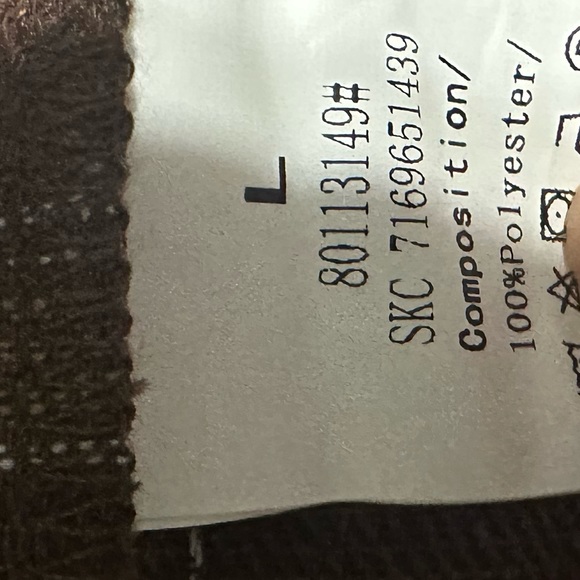 L
80113149#
SKC 7169651439
Composition/
100%Polyester/